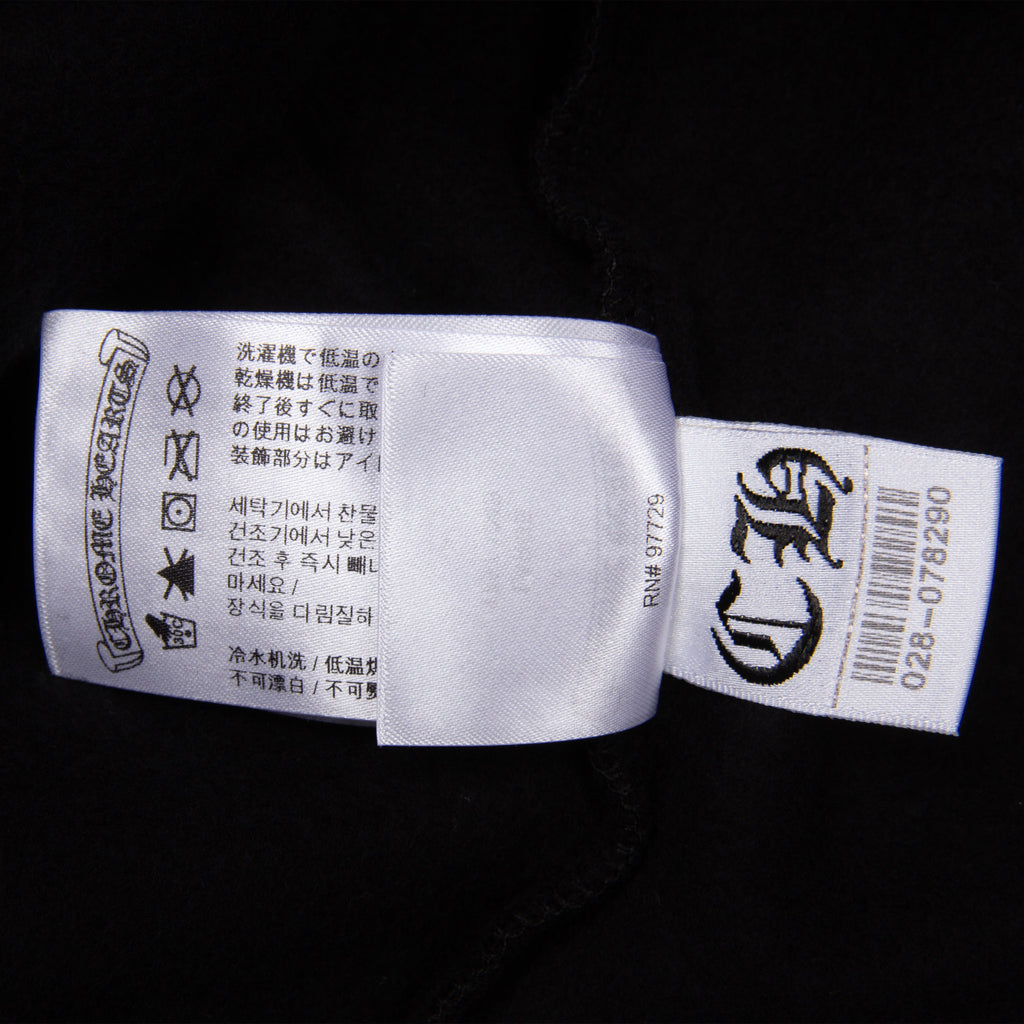 CHROME HEARTS
30C
洗濯機で低温の
乾燥機は低温で
終了後すぐに取
の使用はお避け
装飾部分はアイ
세탁기에서 찬물
건조기에서 낮은
건조 후 즉시 빼
마세요 /
장식을 다림질하
冷水机洗 / 低温
不可漂白 / 不可
RN# 97729
CH
028-078290